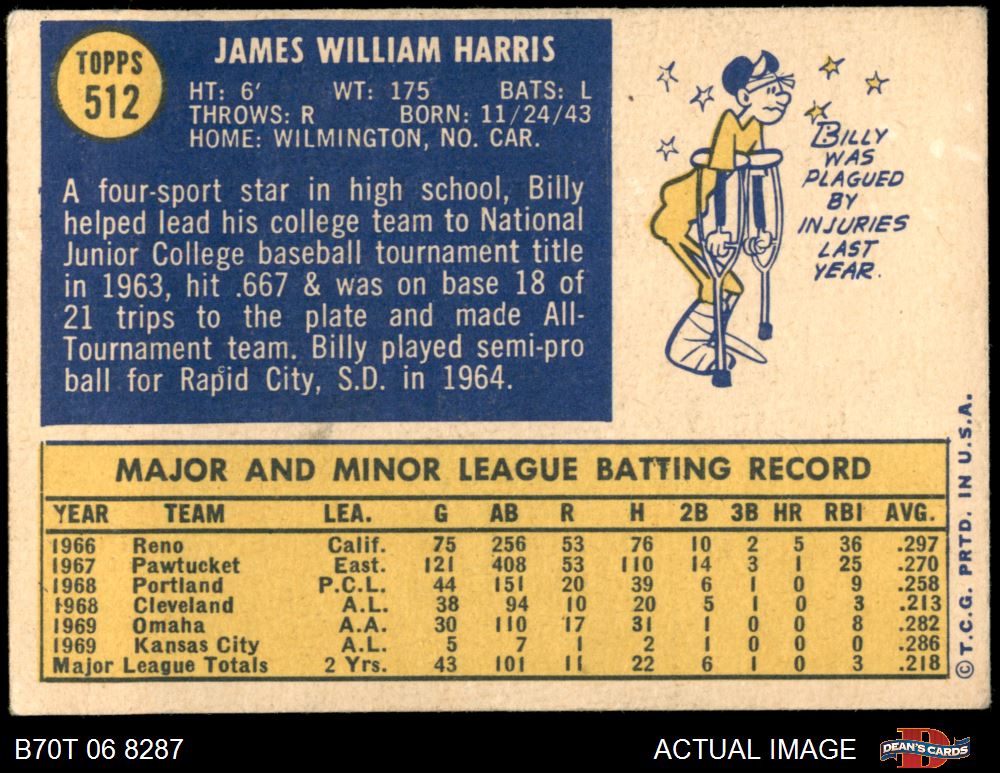 TOPPS
512
JAMES WILLIAM HARRIS
HT: 6' WT: 175 BATS: L
THROWS: R BORN: 11/24/43
HOME: WILMINGTON, NO. CAR.
A four-sport star in high school, Billy
helped lead his college team to National
Junior College baseball tournament title
in 1963, hit .667 & was on base 18 of
21 trips to the plate and made All-
Tournament team. Billy played semi-pro
ball for Rapid City, S.D. in 1964.
BILLY
WAS
PLAGUED
BY
INJURIES
LAST
YEAR.
MAJOR AND MINOR LEAGUE BATTING RECORD
YEAR TEAM LEA. G AB R H 2B 3B HR RBI AVG.
1966 Reno Calif. 75 256 53 76 10 2 5 36 .297
1967 Pawtucket East. 121 408 53 110 14 3 1 25 .270
1968 Portland P.C.L. 44 151 20 39 6 1 0 9 .258
1968 Cleveland A.L. 38 94 10 20 5 1 0 3 .213
1969 Omaha A.A. 30 110 17 31 1 0 0 8 .282
1969 Kansas City A.L. 5 7 1 2 1 0 0 0 .286
Major League Totals 2 Yrs. 43 101 11 22 6 1 0 3 .218
© T.C.G. PRTD. IN U.S.A.
B70T 06 8287
ACTUAL IMAGE
DEAN'S CARDS